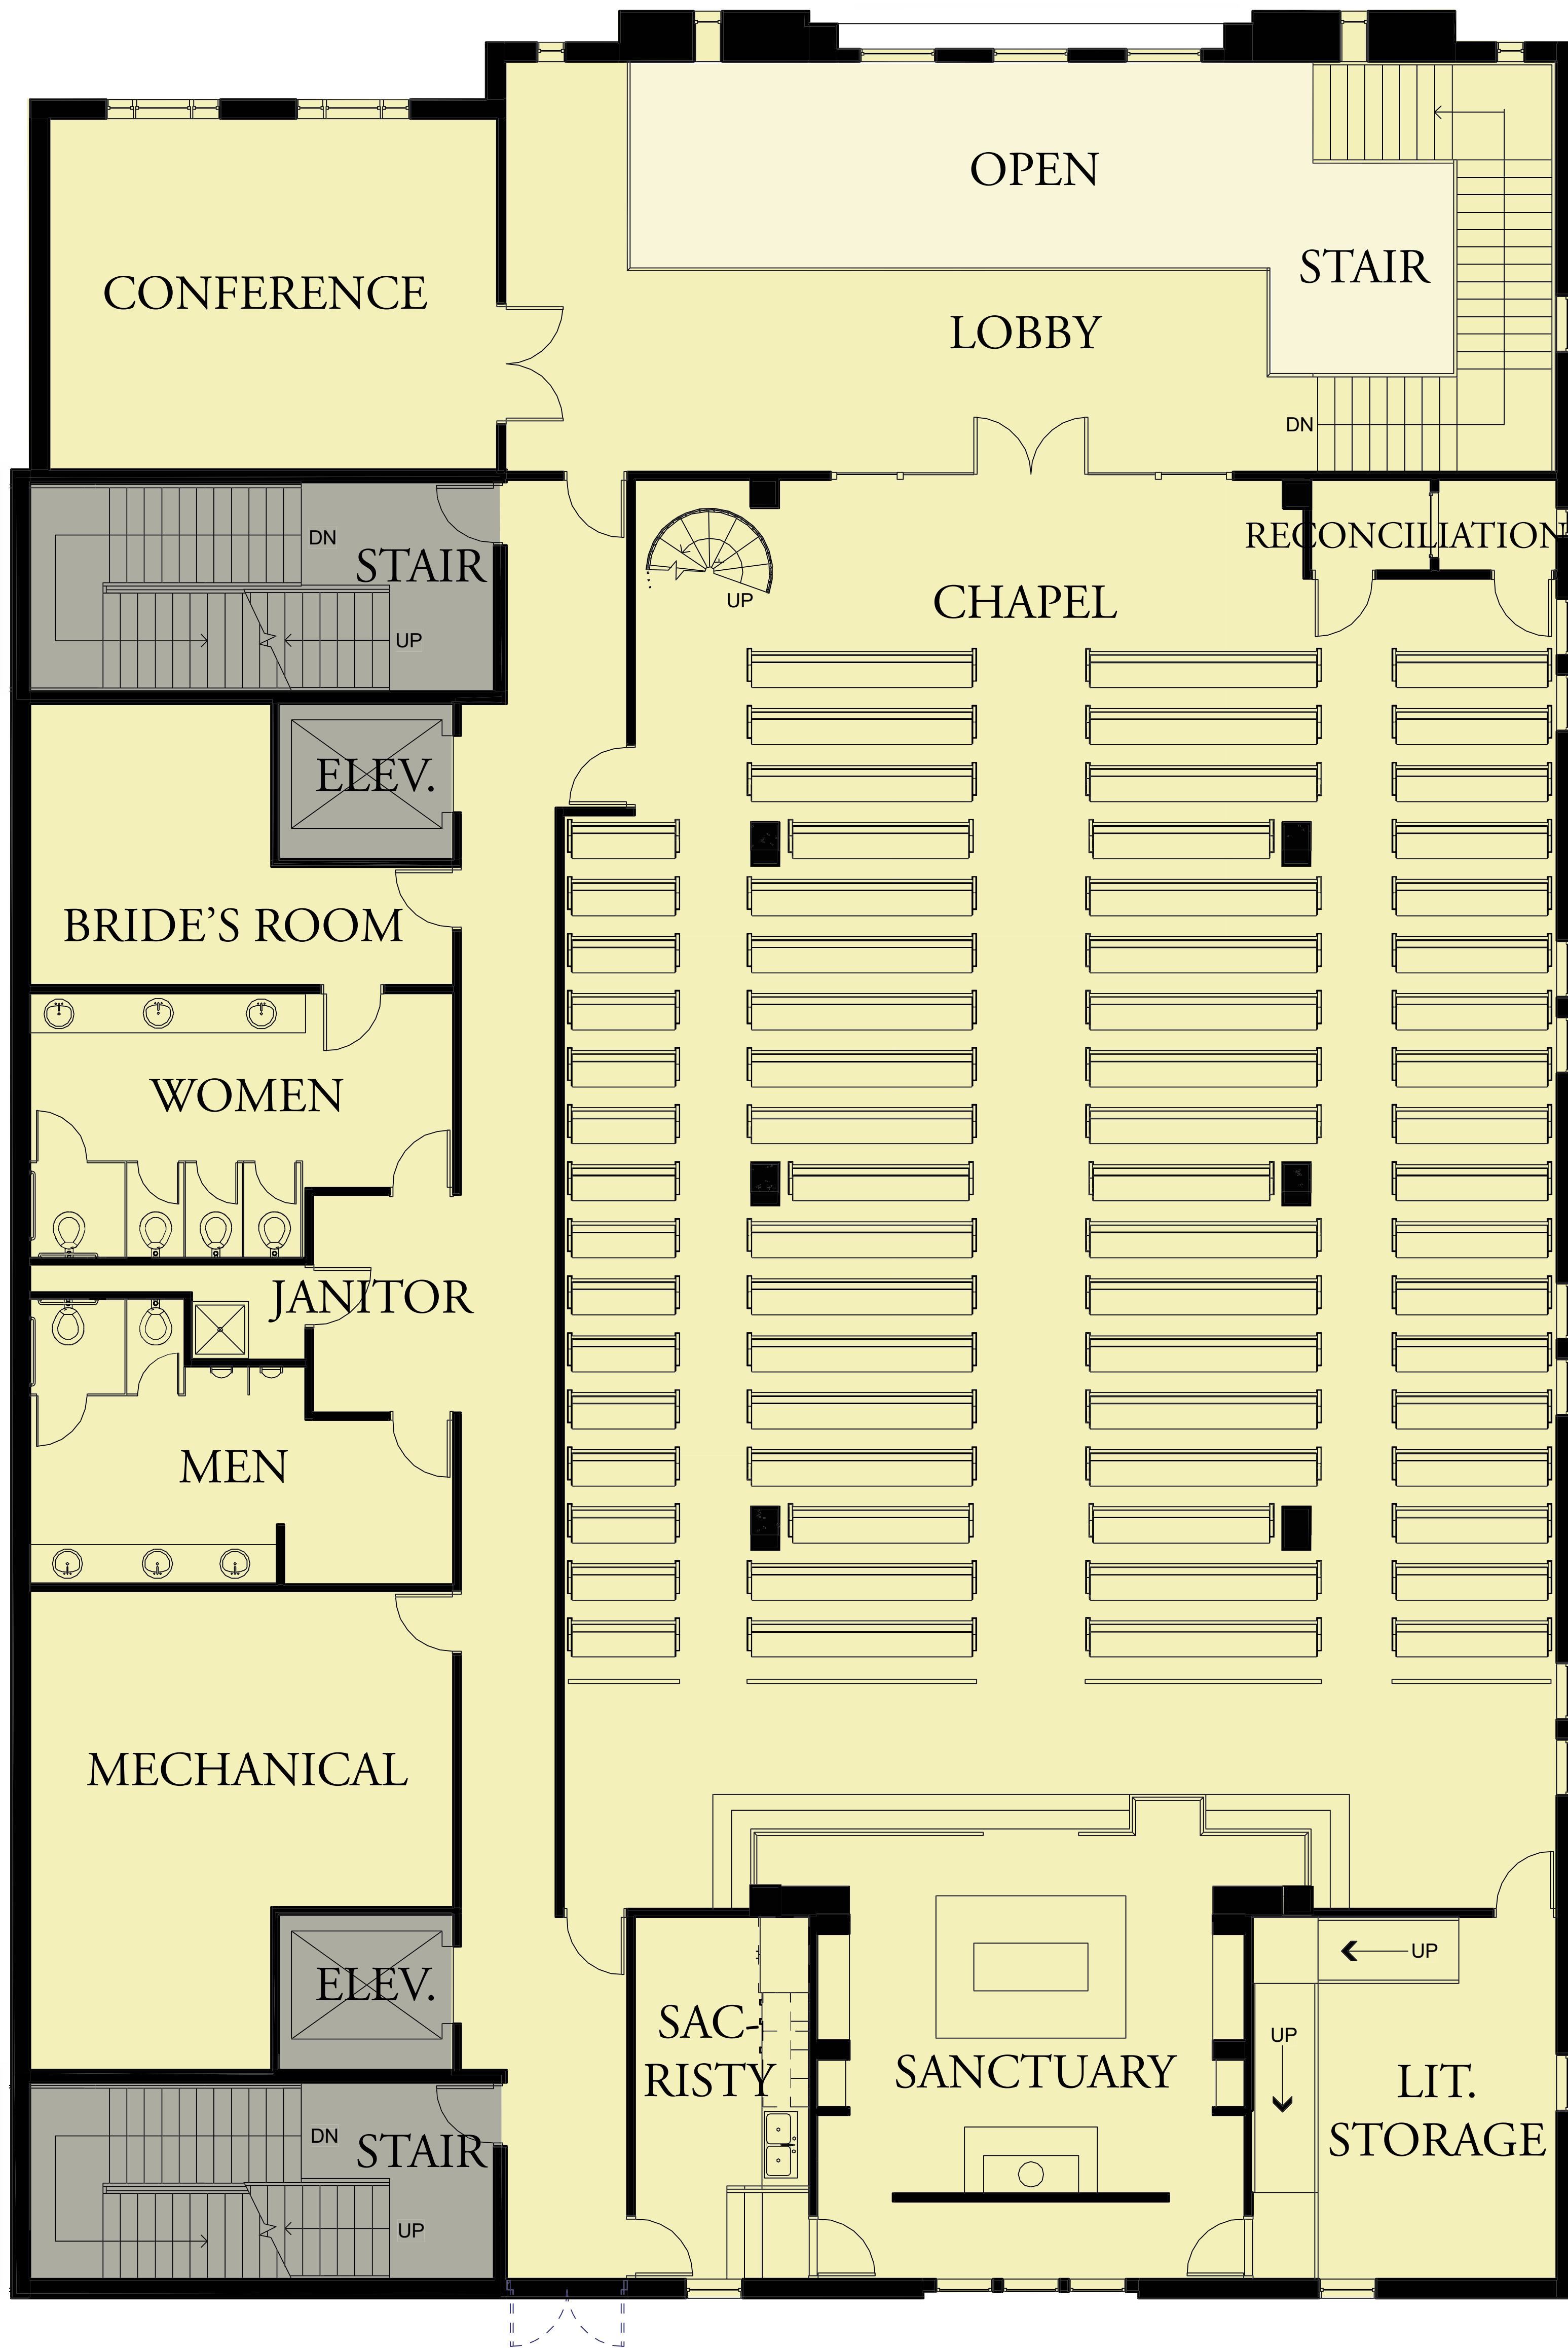 OPEN
STAIR
CONFERENCE
LOBBY
DN
DN
STAIR
UP
RECONCILIATION
UP
CHAPEL
ELEV.
BRIDE'S ROOM
WOMEN
JANITOR
MEN
MECHANICAL
ELEV.
UP
SAC-
RISTY
SANCTUARY
UP
LIT.
STORAGE
DN
STAIR
UP